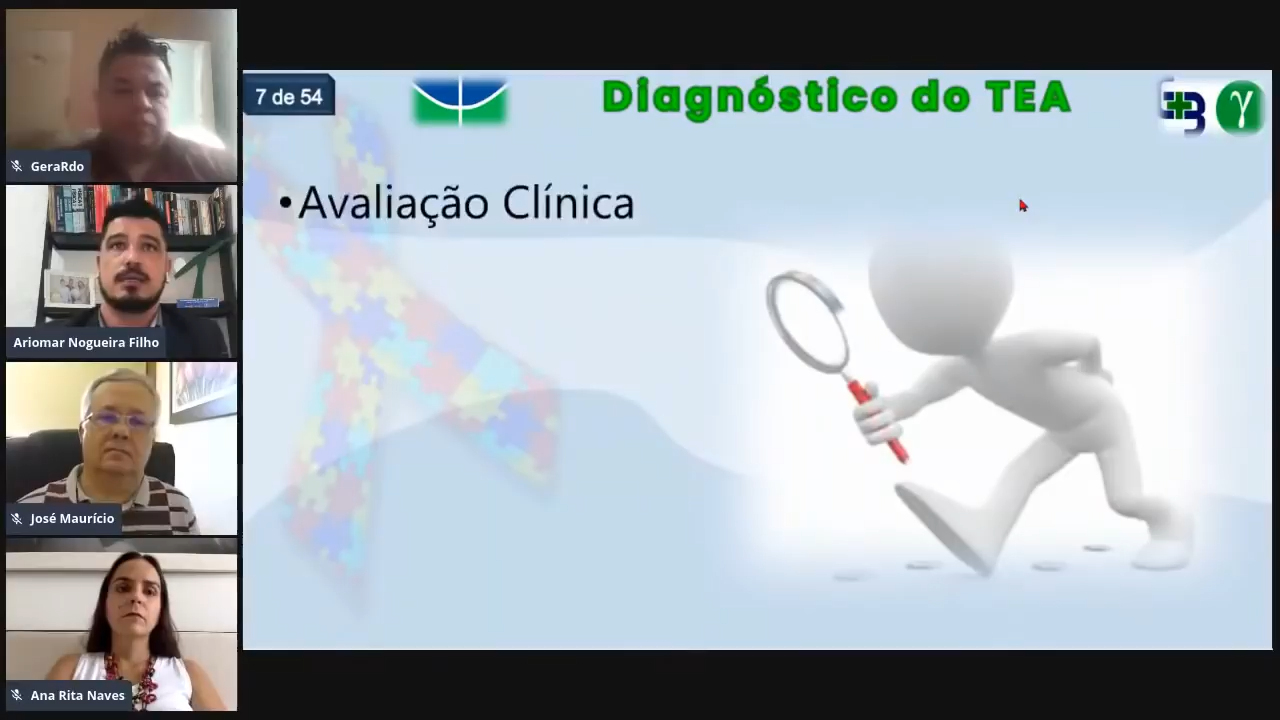 GeraRdo
Ariomar Nogueira Filho
José Maurício
Ana Rita Naves
7 de 54
Diagnóstico do TEA
γ
• Avaliação Clínica